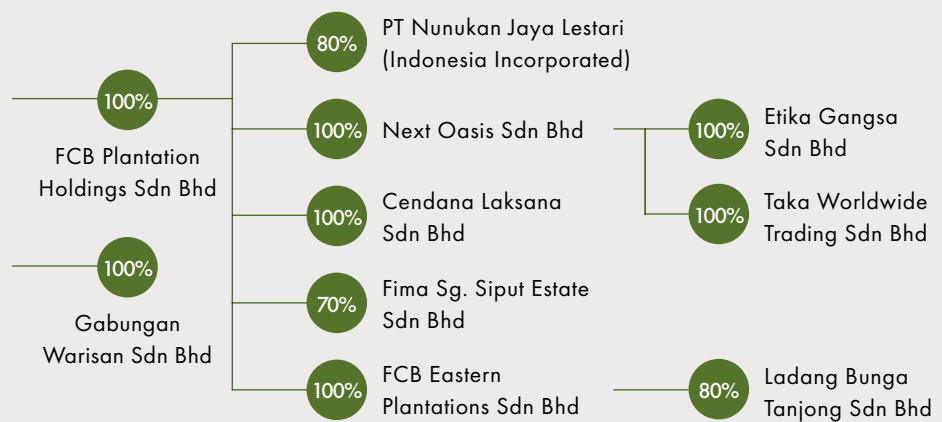 100%
FCB Plantation
Holdings Sdn Bhd
100%
Gabungan
Warisan Sdn Bhd
80%
PT Nunukan Jaya Lestari
(Indonesia Incorporated)
100%
Next Oasis Sdn Bhd
100%
Cendana Laksana
Sdn Bhd
70%
Fima Sg. Siput Estate
Sdn Bhd
100%
FCB Eastern
Plantations Sdn Bhd
100%
Etika Gangsa
Sdn Bhd
100%
Taka Worldwide
Trading Sdn Bhd
80%
Ladang Bunga
Tanjong Sdn Bhd